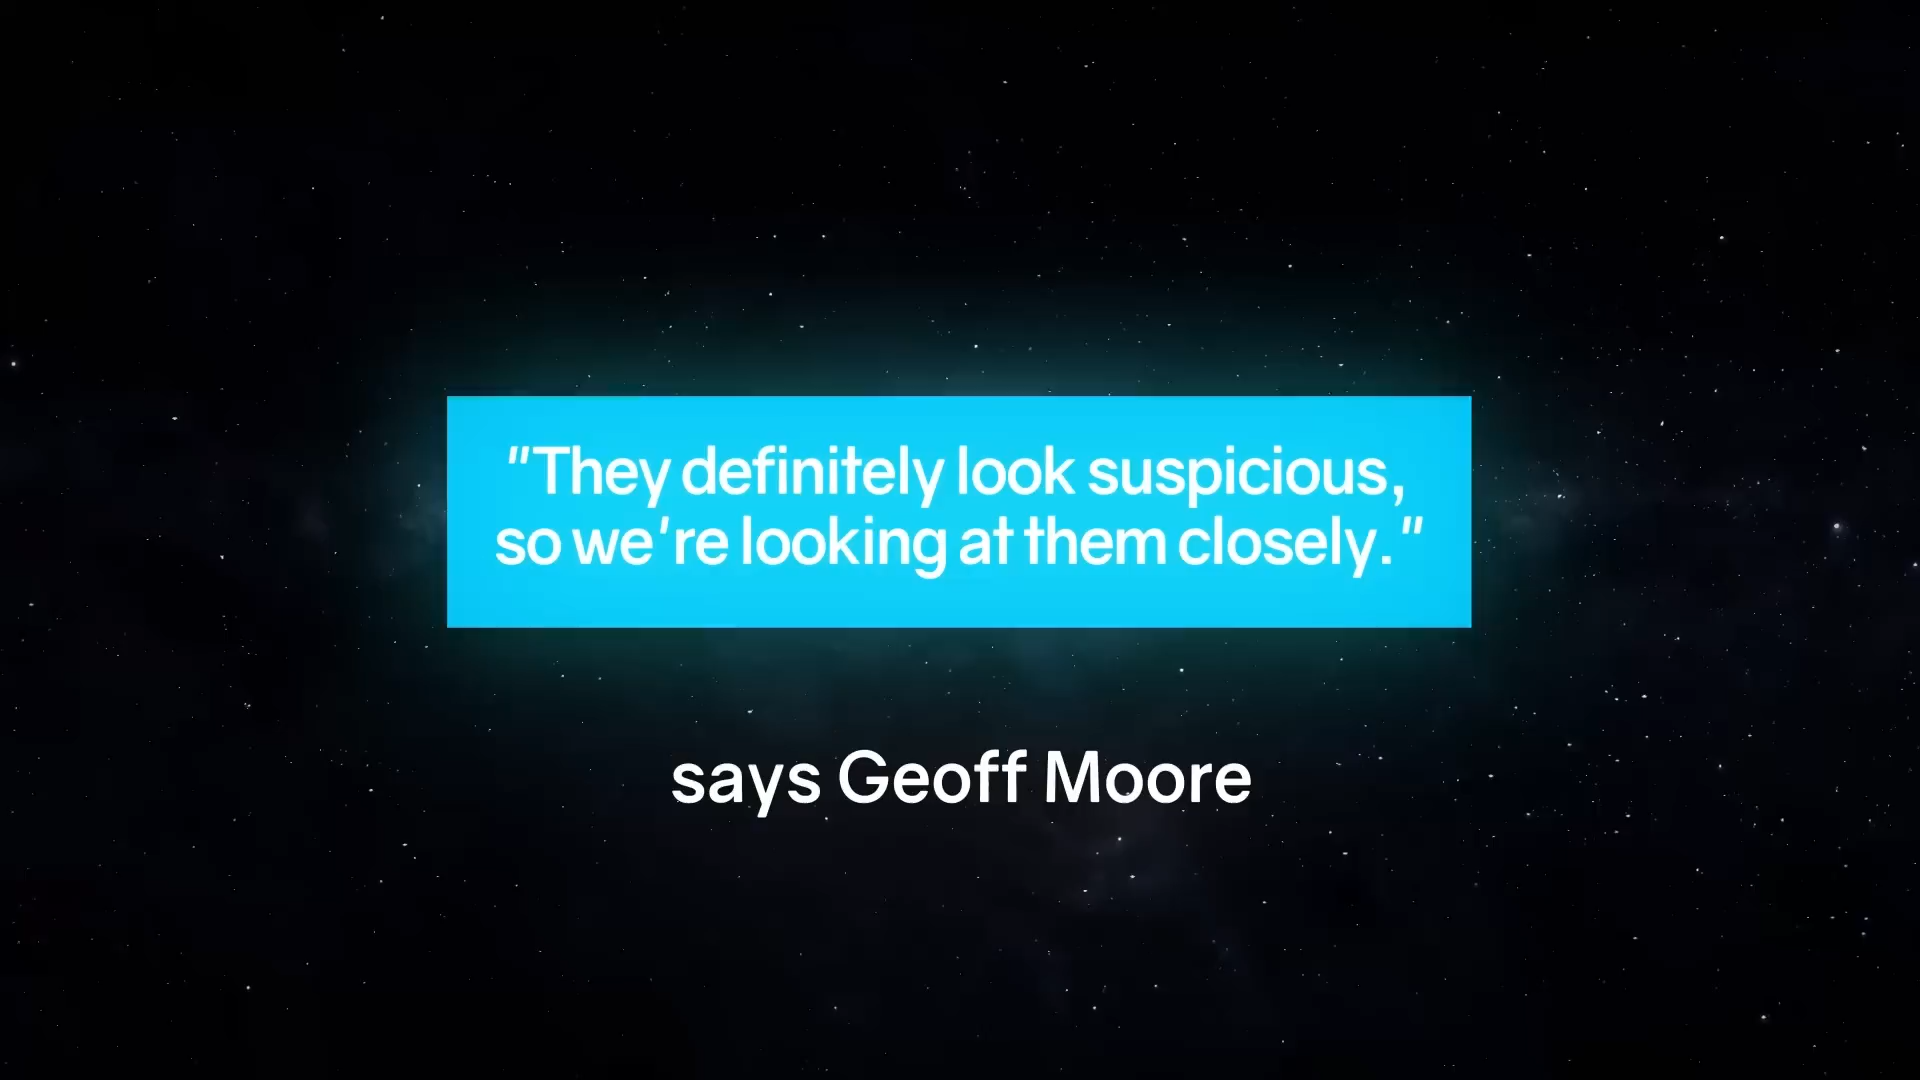 "They definitely look suspicious,
so we're looking at them closely."
says Geoff Moore